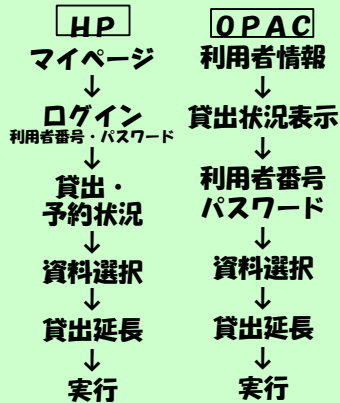 HP
マイページ
↓
ログイン
利用者番号・パスワード
↓
貸出・
予約状況
↓
資料選択
↓
貸出延長
↓
実行
OPAC
利用者情報
↓
貸出状況表示
↓
利用者番号
パスワード
↓
資料選択
↓
貸出延長
↓
実行